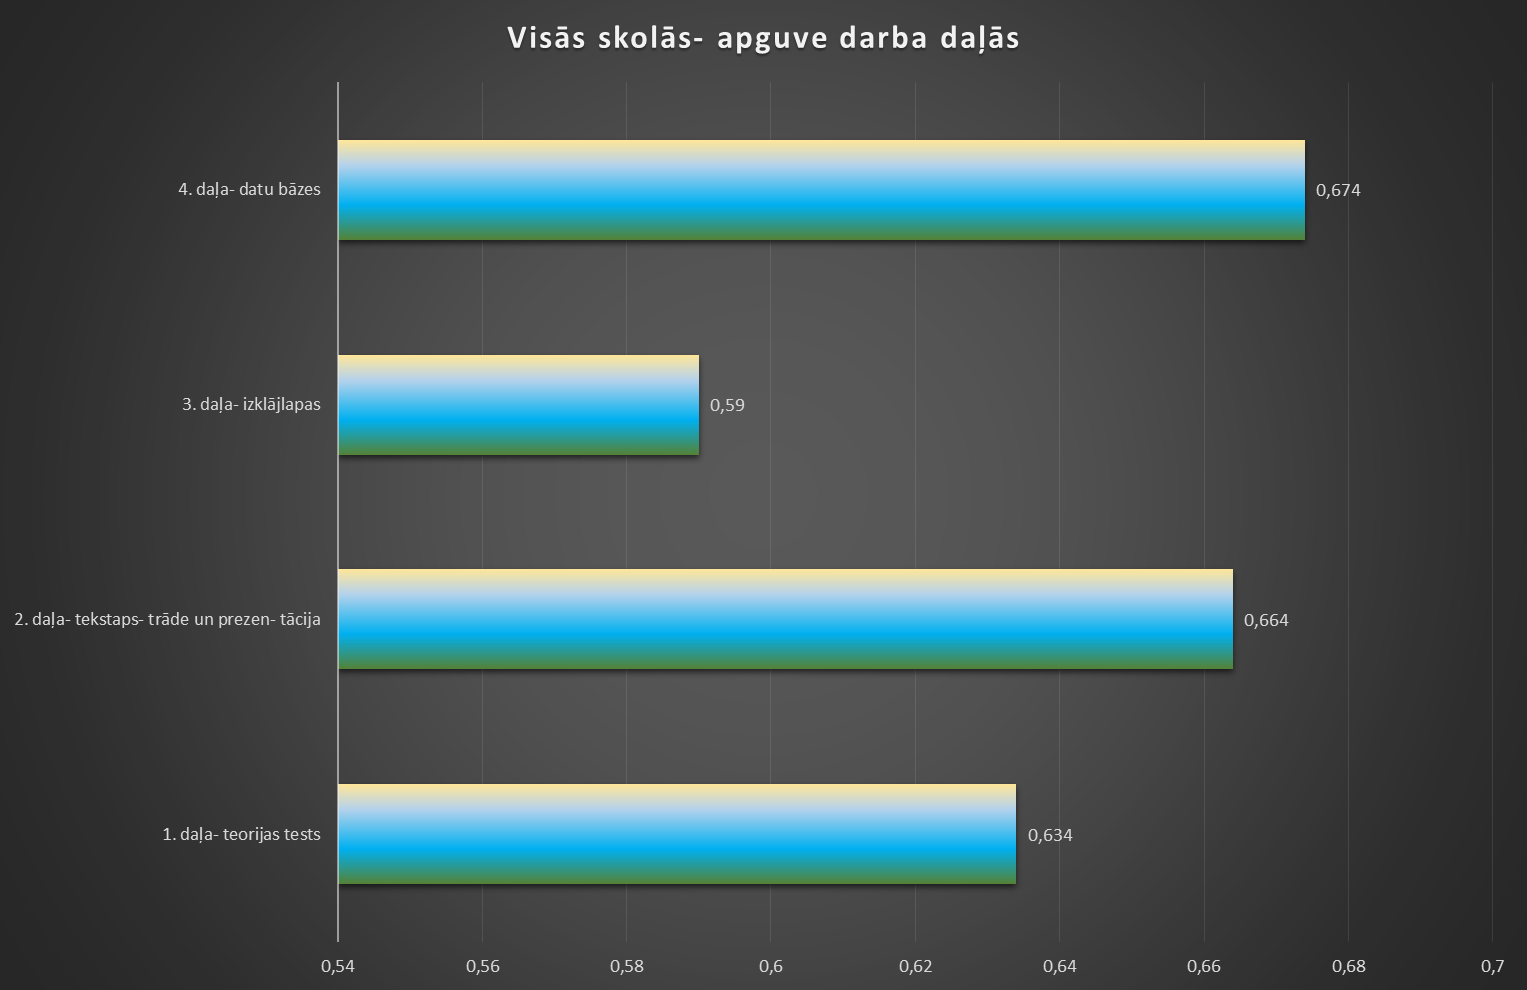 Visās skolās- apguve darba daļās
4. daļa- datu bāzes
0,674
3. daļa- izklājlapas
0,59
2. daļa- tekstaps- trāde un prezen- tācija
0,664
1. daļa- teorijas tests
0,634
0,54 0,56 0,58 0,6 0,62 0,64 0,66 0,68 0,7